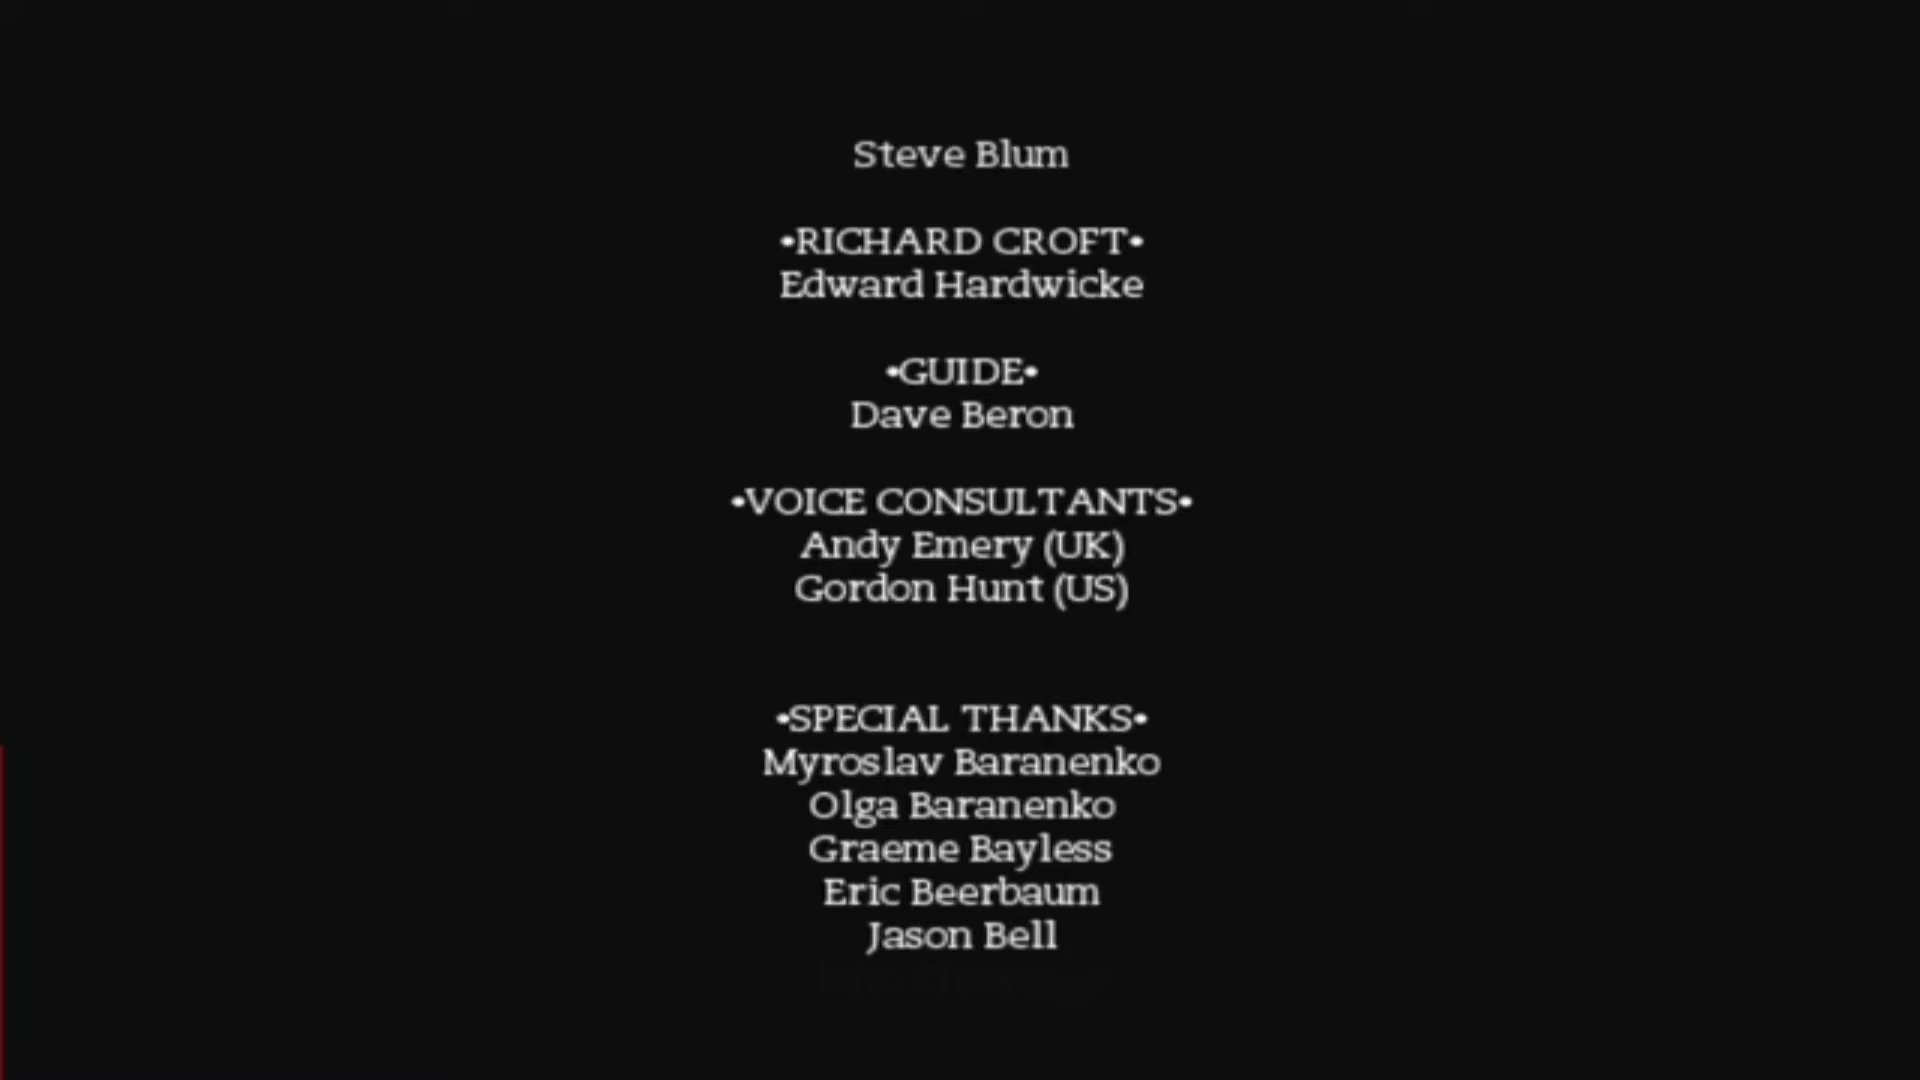 Steve Blum
•RICHARD CROFT•
Edward Hardwicke
•GUIDE•
Dave Beron
•VOICE CONSULTANTS•
Andy Emery (UK)
Gordon Hunt (US)
•SPECIAL THANKS•
Myroslav Baranenko
Olga Baranenko
Graeme Bayless
Eric Beerbaum
Jason Bell